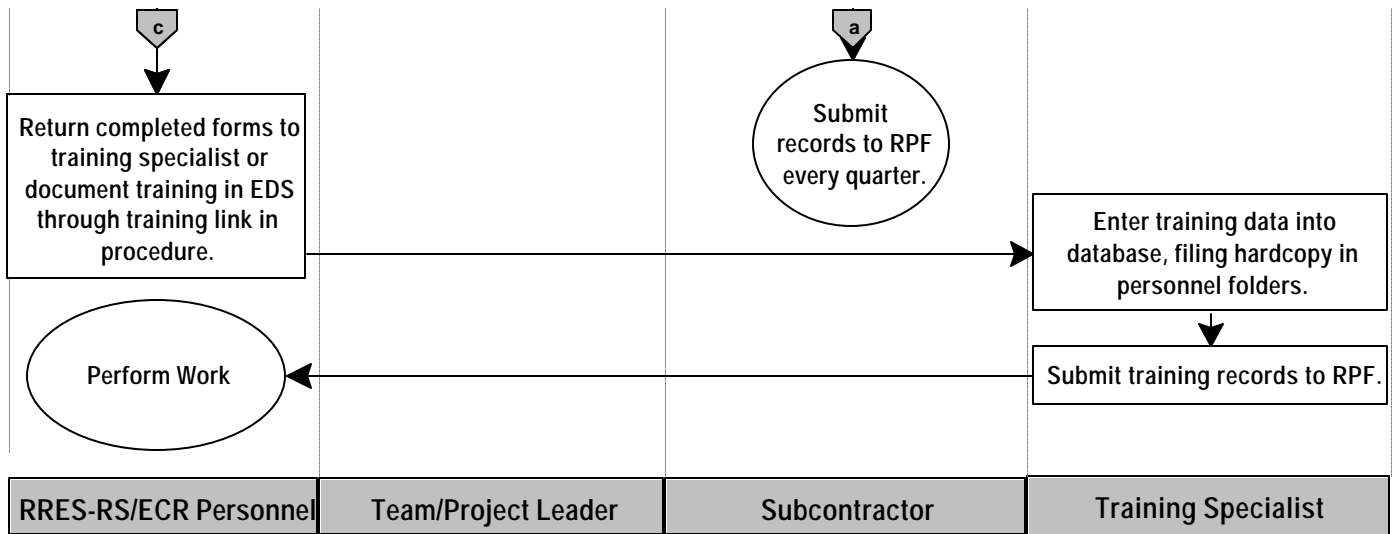 c
a
Return completed forms to
training specialist or
document training in EDS
through training link in
procedure.
Submit
records to RPF
every quarter.
Enter training data into
database, filing hardcopy in
personnel folders.
Perform Work
Submit training records to RPF.
RRES-RS/ECR Personnel
Team/Project Leader
Subcontractor
Training Specialist